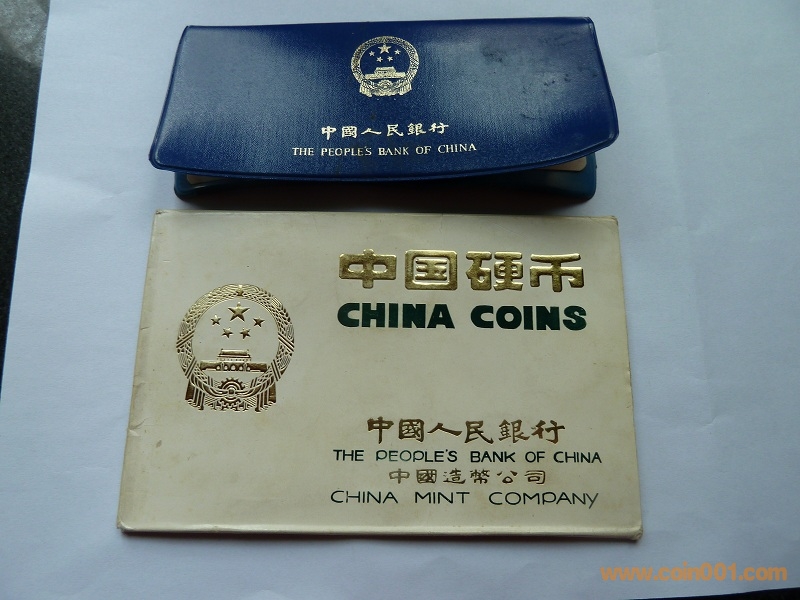 中國人民銀行
THE PEOPLE'S BANK OF CHINA
中国硬币
CHINA COINS
中國人民銀行
THE PEOPLE'S BANK OF CHINA
中國造幣公司
CHINA MINT COMPANY
www.coin001.com